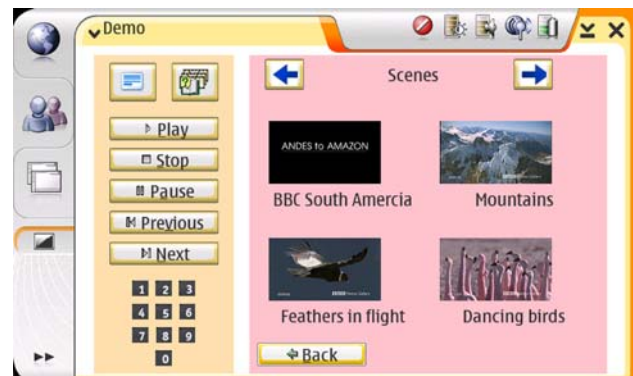 Demo
Scenes
Play
Stop
Pause
Previous
Next
1 2 3
4 5 6
7 8 9
0
ANDES to AMAZON
BBC South Amercia
Mountains
Feathers in flight
Dancing birds
Back